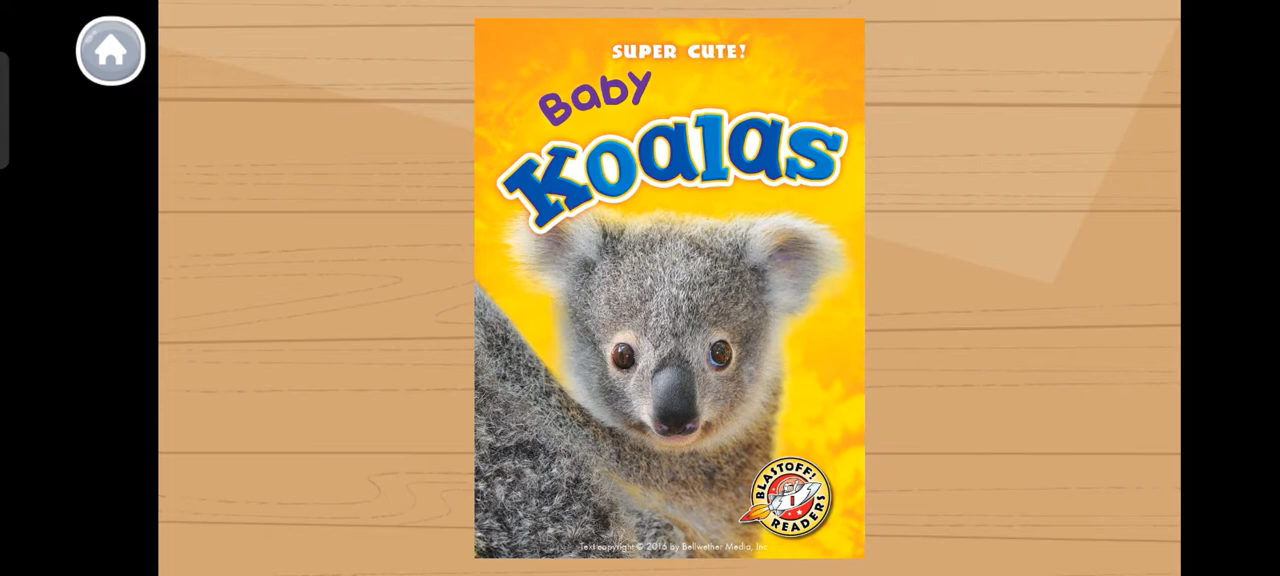 SUPER CUTE!
Baby
Koalas
BLASTOFF!
1
READERS
Text copyright © 2016 by Bellwether Media, Inc.